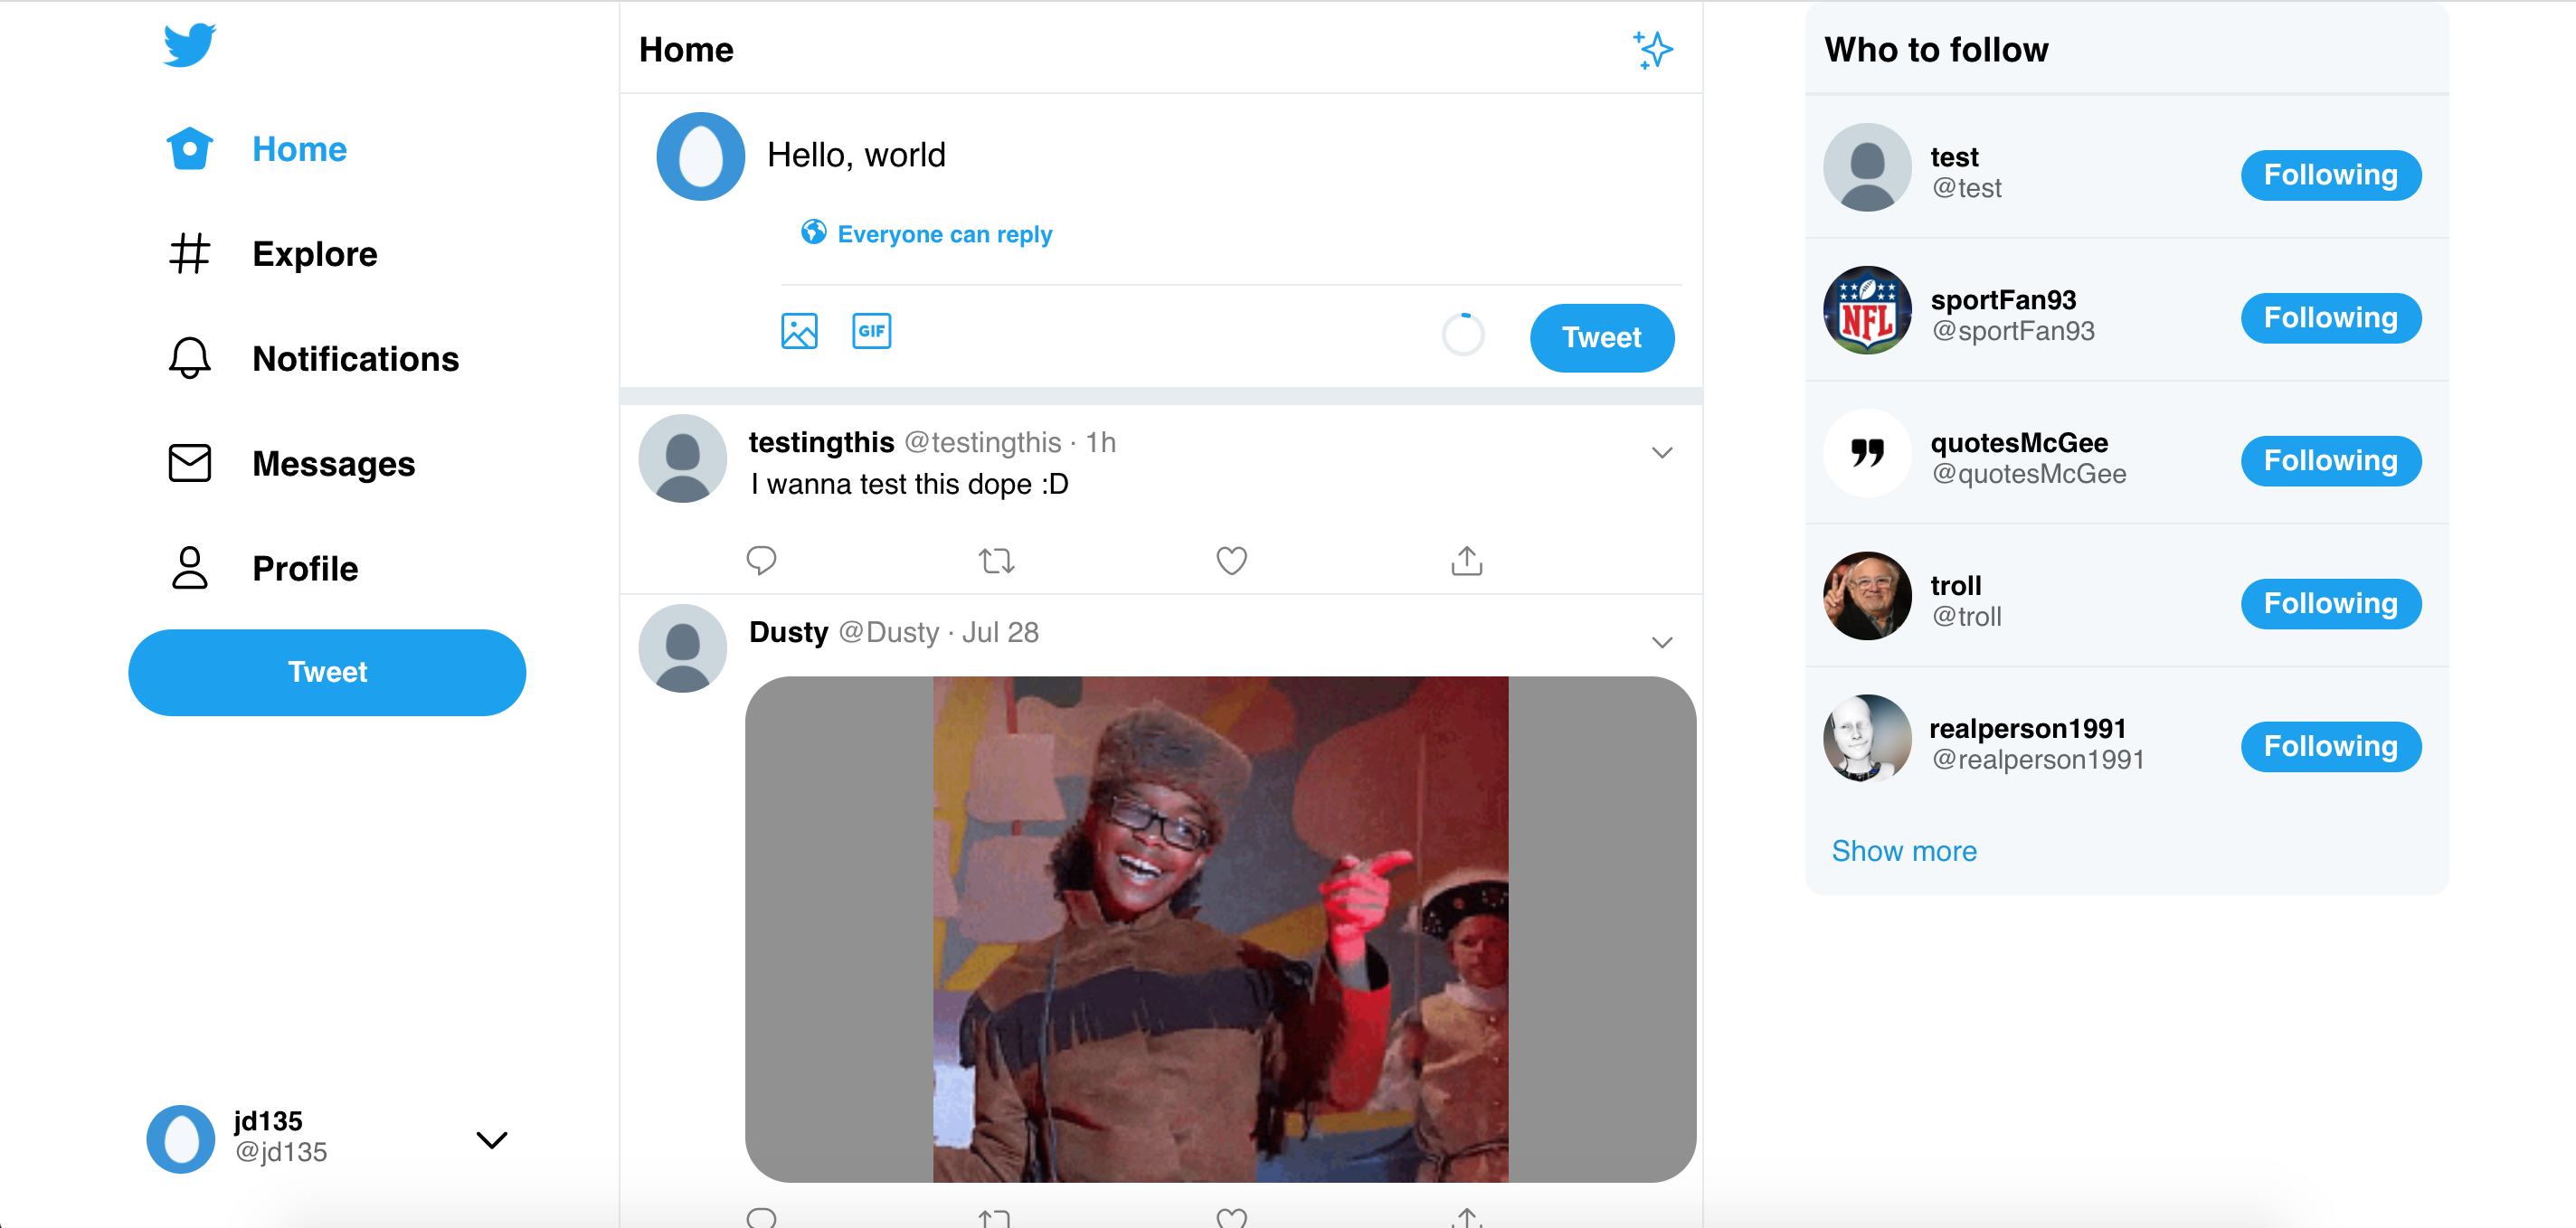 Home
Explore
Notifications
Messages
Profile
Tweet
jd135
@jd135
Home
Hello, world
Everyone can reply
GIF
Tweet
testingthis @testingthis · 1h
I wanna test this dope :D
Dusty @Dusty · Jul 28
Who to follow
test
@test
Following
NFL
sportFan93
@sportFan93
Following
quotesMcGee
@quotesMcGee
Following
troll
@troll
Following
realperson1991
@realperson1991
Following
Show more